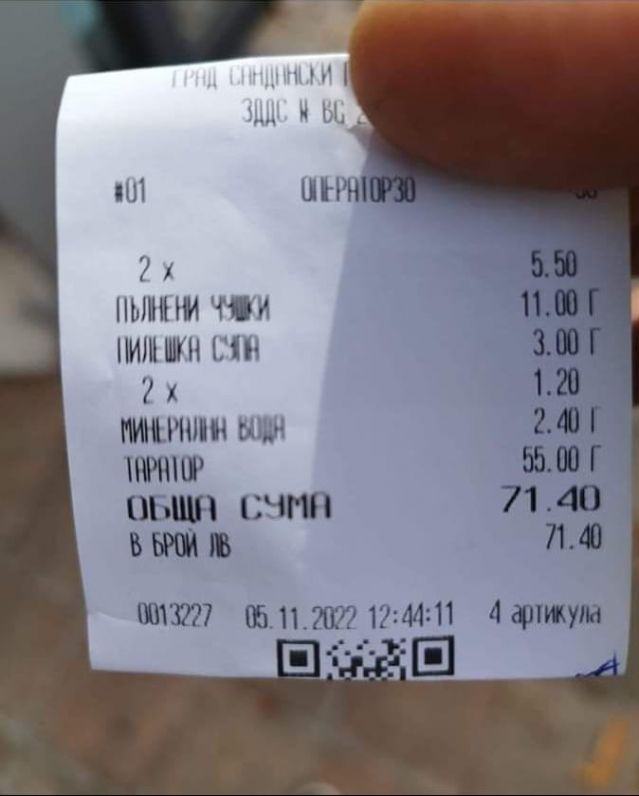 ГРАД САНДАНСКИ
ЗДДС № BG
#01 ОПЕРАТОР30
2 x 5.50
ПЪЛНЕНИ ЧУШКИ 11.00 Г
ПИЛЕШКА СУПА 3.00 Г
2 x 1.20
МИНЕРАЛНА ВОДА 2.40 Г
ТАРАТОР 55.00 Г
ОБЩА СУМА 71.40
В БРОЙ ЛВ 71.40
0013227 05.11.2022 12:44:11 4 артикула